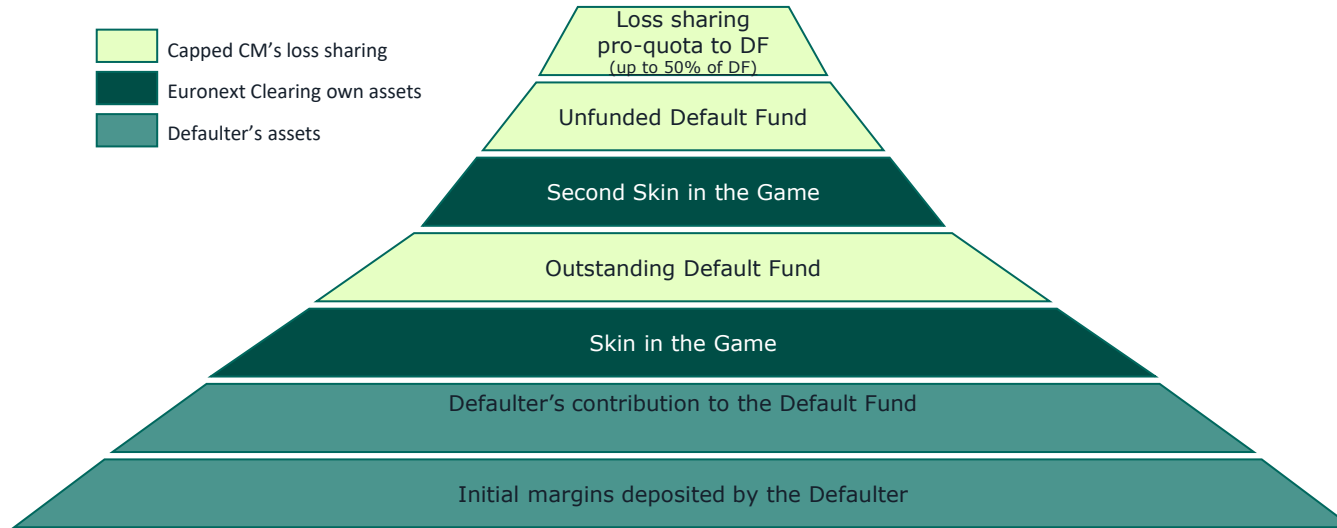 Capped CM’s loss sharing
Euronext Clearing own assets
Defaulter’s assets
Loss sharing
pro-quota to DF
(up to 50% of DF)
Unfunded Default Fund
Second Skin in the Game
Outstanding Default Fund
Skin in the Game
Defaulter’s contribution to the Default Fund
Initial margins deposited by the Defaulter